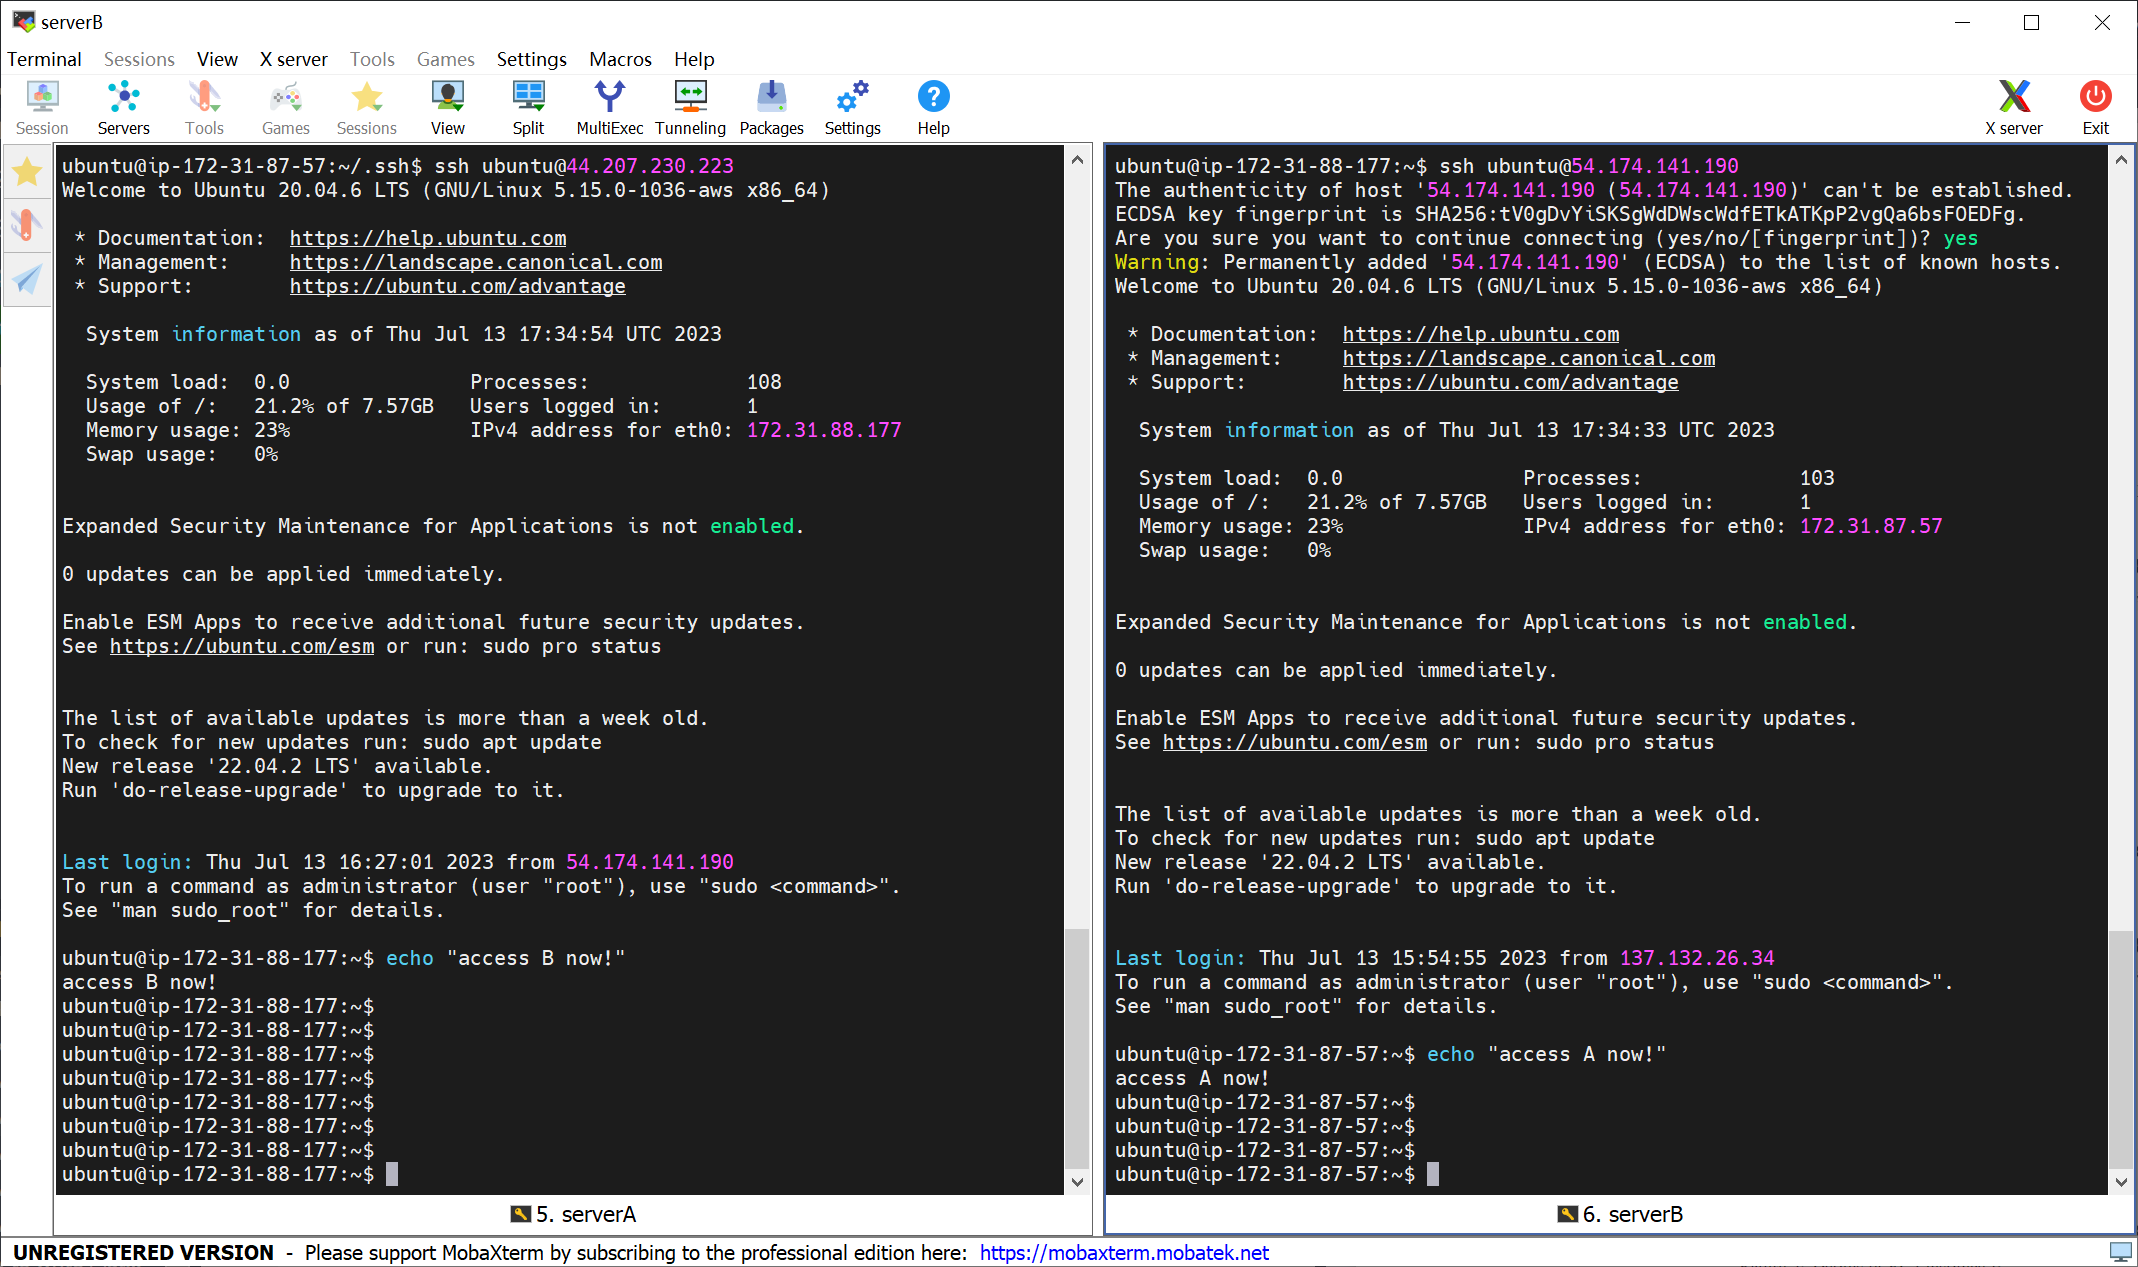 serverB
Terminal Sessions View X server Tools Games Settings Macros Help
Session Servers Tools Games Sessions View Split MultiExec Tunneling Packages Settings Help X server Exit
ubuntu@ip-172-31-87-57:~/.ssh$ ssh ubuntu@44.207.230.223
Welcome to Ubuntu 20.04.6 LTS (GNU/Linux 5.15.0-1036-aws x86_64)
* Documentation: https://help.ubuntu.com
* Management: https://landscape.canonical.com
* Support: https://ubuntu.com/advantage
System information as of Thu Jul 13 17:34:54 UTC 2023
System load: 0.0 Processes: 108
Usage of /: 21.2% of 7.57GB Users logged in: 1
Memory usage: 23% IPv4 address for eth0: 172.31.88.177
Swap usage: 0%
Expanded Security Maintenance for Applications is not enabled.
0 updates can be applied immediately.
Enable ESM Apps to receive additional future security updates.
See https://ubuntu.com/esm or run: sudo pro status
The list of available updates is more than a week old.
To check for new updates run: sudo apt update
New release '22.04.2 LTS' available.
Run 'do-release-upgrade' to upgrade to it.
Last login: Thu Jul 13 16:27:01 2023 from 54.174.141.190
To run a command as administrator (user "root"), use "sudo <command>".
See "man sudo_root" for details.
ubuntu@ip-172-31-88-177:~$ echo "access B now!"
access B now!
ubuntu@ip-172-31-88-177:~$
ubuntu@ip-172-31-88-177:~$
ubuntu@ip-172-31-88-177:~$
ubuntu@ip-172-31-88-177:~$
ubuntu@ip-172-31-88-177:~$
ubuntu@ip-172-31-88-177:~$
ubuntu@ip-172-31-88-177:~$
ubuntu@ip-172-31-88-177:~$
5. serverA
ubuntu@ip-172-31-88-177:~$ ssh ubuntu@54.174.141.190
The authenticity of host '54.174.141.190 (54.174.141.190)' can't be established.
ECDSA key fingerprint is SHA256:tV0gDvYiSKSgWdDWscWdfETkATKpP2vgQa6bsFOEDFg.
Are you sure you want to continue connecting (yes/no/[fingerprint])? yes
Warning: Permanently added '54.174.141.190' (ECDSA) to the list of known hosts.
Welcome to Ubuntu 20.04.6 LTS (GNU/Linux 5.15.0-1036-aws x86_64)
* Documentation: https://help.ubuntu.com
* Management: https://landscape.canonical.com
* Support: https://ubuntu.com/advantage
System information as of Thu Jul 13 17:34:33 UTC 2023
System load: 0.0 Processes: 103
Usage of /: 21.2% of 7.57GB Users logged in: 1
Memory usage: 23% IPv4 address for eth0: 172.31.87.57
Swap usage: 0%
Expanded Security Maintenance for Applications is not enabled.
0 updates can be applied immediately.
Enable ESM Apps to receive additional future security updates.
See https://ubuntu.com/esm or run: sudo pro status
The list of available updates is more than a week old.
To check for new updates run: sudo apt update
New release '22.04.2 LTS' available.
Run 'do-release-upgrade' to upgrade to it.
Last login: Thu Jul 13 15:54:55 2023 from 137.132.26.34
To run a command as administrator (user "root"), use "sudo <command>".
See "man sudo_root" for details.
ubuntu@ip-172-31-87-57:~$ echo "access A now!"
access A now!
ubuntu@ip-172-31-87-57:~$
ubuntu@ip-172-31-87-57:~$
ubuntu@ip-172-31-87-57:~$
ubuntu@ip-172-31-87-57:~$
6. serverB
UNREGISTERED VERSION - Please support MobaXterm by subscribing to the professional edition here: https://mobaxterm.mobatek.net